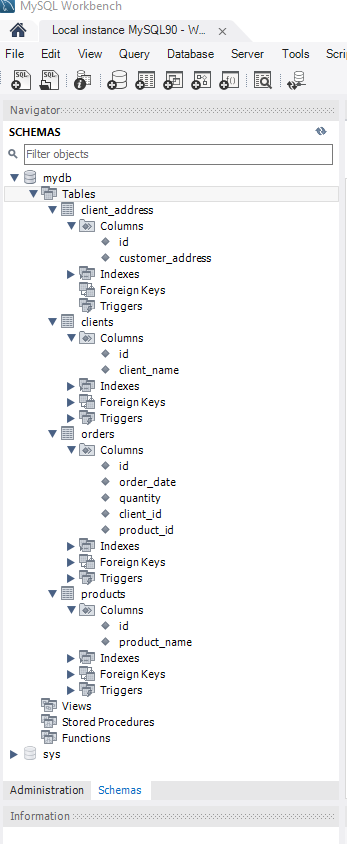 MySQL Workbench
Local instance MySQL90 - W... ×
File Edit View Query Database Server Tools Scri
Navigator
SCHEMAS
Filter objects
mydb
Tables
client_address
Columns
id
customer_address
Indexes
Foreign Keys
Triggers
clients
Columns
id
client_name
Indexes
Foreign Keys
Triggers
orders
Columns
id
order_date
quantity
client_id
product_id
Indexes
Foreign Keys
Triggers
products
Columns
id
product_name
Indexes
Foreign Keys
Triggers
Views
Stored Procedures
Functions
sys
Administration Schemas
Information